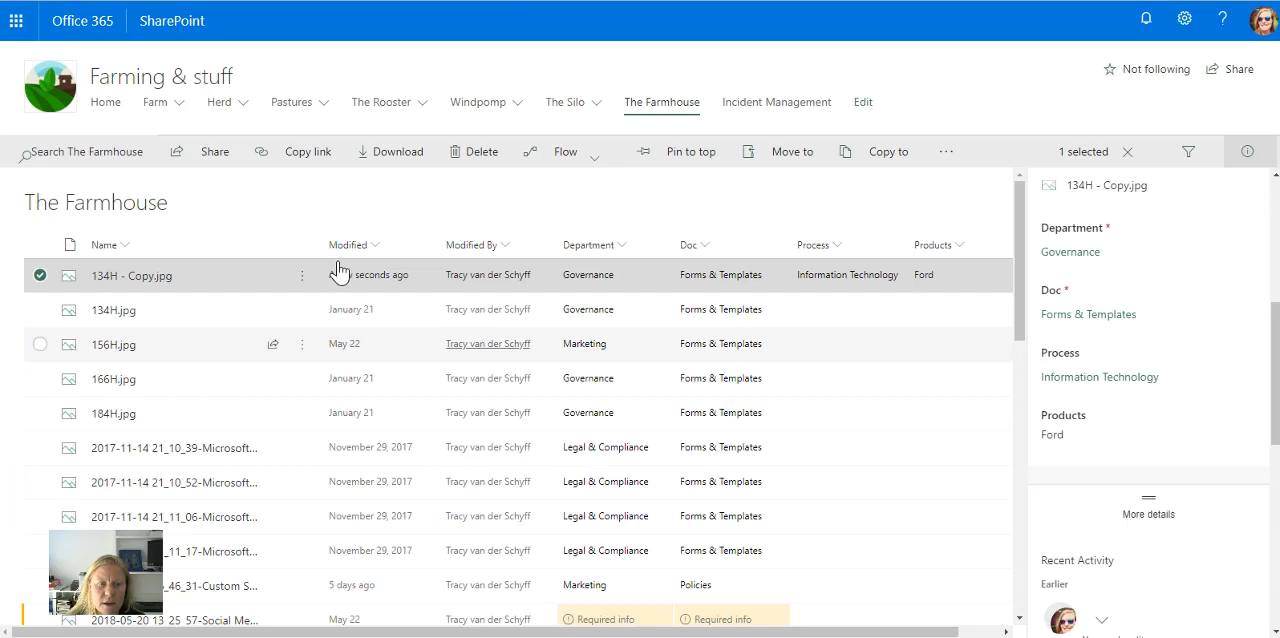 Office 365 SharePoint
Farming & stuff
Not following Share
Home Farm Herd Pastures The Rooster Windpomp The Silo The Farmhouse Incident Management Edit
Search The Farmhouse Share Copy link Download Delete Flow Pin to top Move to Copy to ... 1 selected
134H - Copy.jpg
The Farmhouse
Department *
Governance
Name Modified Modified By Department Doc Process Products
134H - Copy.jpg seconds ago Tracy van der Schyff Governance Forms & Templates Information Technology Ford
Doc *
Forms & Templates
134H.jpg January 21 Tracy van der Schyff Governance Forms & Templates
156H.jpg May 22 Tracy van der Schyff Marketing Forms & Templates
Process
Information Technology
166H.jpg January 21 Tracy van der Schyff Governance Forms & Templates
184H.jpg January 21 Tracy van der Schyff Governance Forms & Templates
Products
Ford
2017-11-14 21_10_39-Microsoft... November 29, 2017 Tracy van der Schyff Legal & Compliance Forms & Templates
2017-11-14 21_10_52-Microsoft... November 29, 2017 Tracy van der Schyff Legal & Compliance Forms & Templates
2017-11-14 21_11_06-Microsoft... November 29, 2017 Tracy van der Schyff Legal & Compliance Forms & Templates
More details
_11_17-Microsoft... November 29, 2017 Tracy van der Schyff Legal & Compliance Forms & Templates
Recent Activity
Earlier
_46_31-Custom S... 5 days ago Tracy van der Schyff Marketing Policies
2018-05-20 13_25_57-Social Me... May 22 Tracy van der Schyff Required info Required info